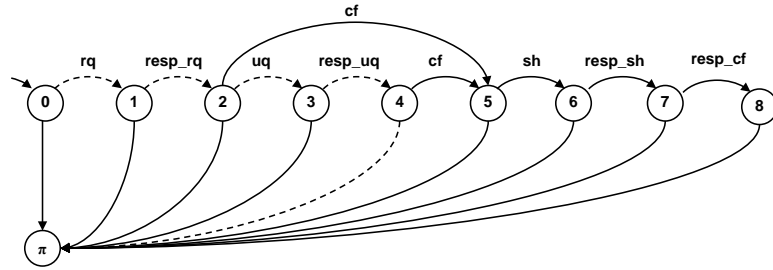 cf
rq resp_rq uq resp_uq cf sh resp_sh resp_cf
0 1 2 3 4 5 6 7 8
π